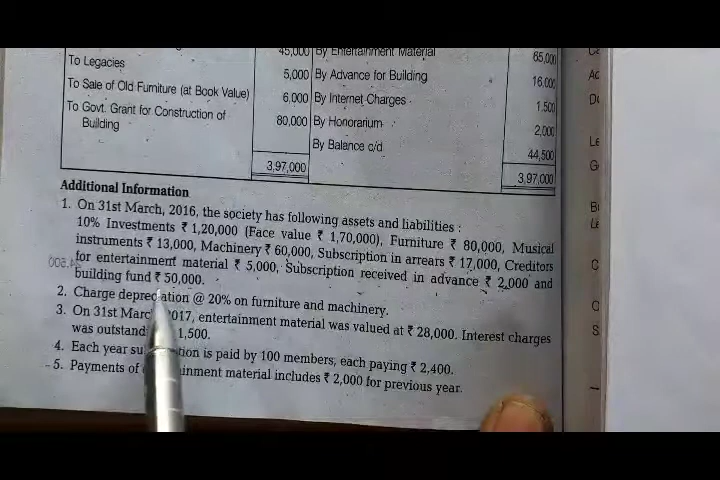 45,000 By Entertainment Material 65,000
To Legacies 5,000 By Advance for Building 16,000
To Sale of Old Furniture (at Book Value) 6,000 By Internet Charges 1,500
To Govt. Grant for Construction of 80,000 By Honorarium 2,000
Building By Balance c/d 44,500
3,97,000 3,97,000
Additional Information
1. On 31st March, 2016, the society has following assets and liabilities :
10% Investments ₹ 1,20,000 (Face value ₹ 1,70,000), Furniture ₹ 80,000, Musical
instruments ₹ 13,000, Machinery ₹ 60,000, Subscription in arrears ₹ 17,000, Creditors
for entertainment material ₹ 5,000, Subscription received in advance ₹ 2,000 and
building fund ₹ 50,000.
2. Charge depreciation @ 20% on furniture and machinery.
3. On 31st March 2017, entertainment material was valued at ₹ 28,000. Interest charges
was outstand 1,500.
4. Each year su tion is paid by 100 members, each paying ₹ 2,400.
5. Payments of ainment material includes ₹ 2,000 for previous year.